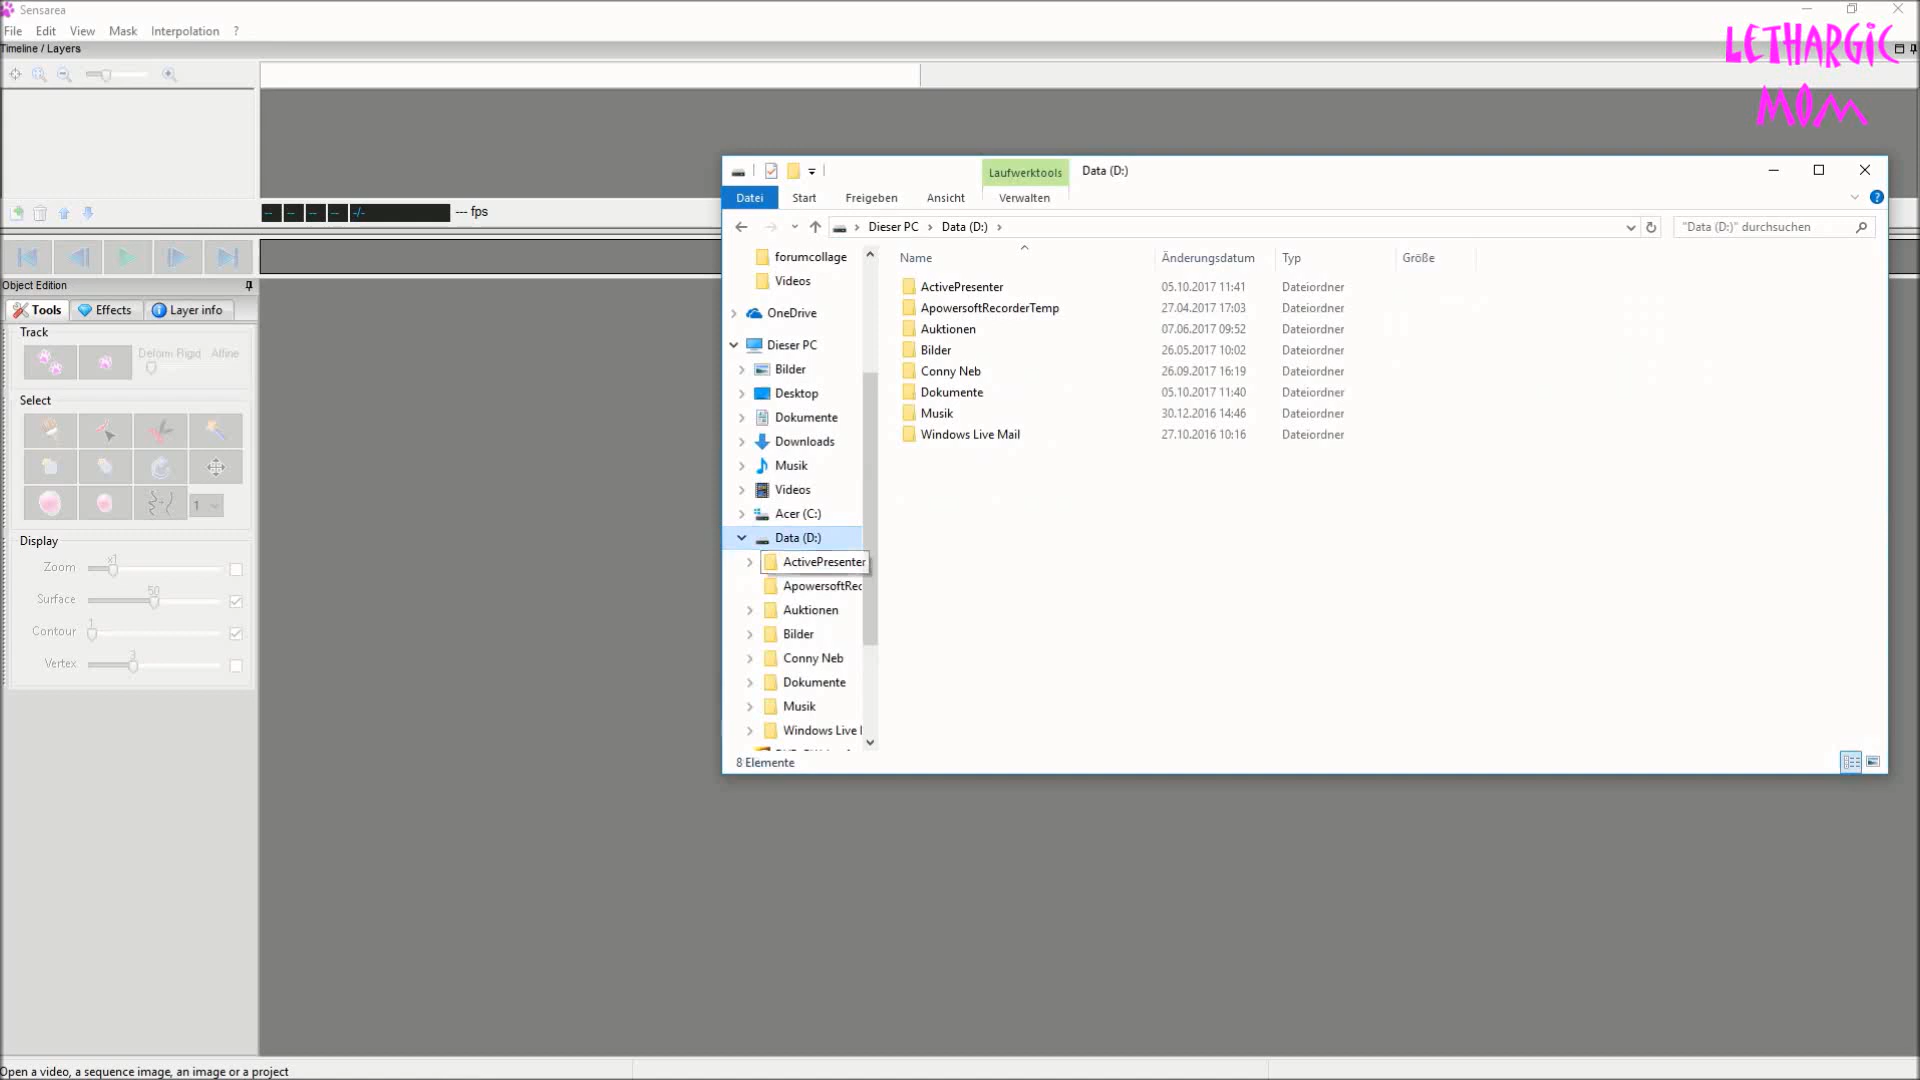 Sensarea
File Edit View Mask Interpolation ?
Timeline / Layers
LETHARGIC
MOM
-- -- -- -- -/-
--- fps
Object Edition
Tools Effects Layer info
Track
Deform Rigid Affine
Select
1
Display
x1
Zoom
50
Surface
1
Contour
3
Vertex
Open a video, a sequence image, an image or a project
Laufwerktools Data (D:)
Datei Start Freigeben Ansicht Verwalten
Dieser PC Data (D:)
"Data (D:)" durchsuchen
forumcollage
Videos
OneDrive
Dieser PC
Bilder
Desktop
Dokumente
Downloads
Musik
Videos
Acer (C:)
Data (D:)
ActivePresenter
ApowersoftRec
Auktionen
Bilder
Conny Neb
Dokumente
Musik
Windows Live
Name Änderungsdatum Typ Größe
ActivePresenter 05.10.2017 11:41 Dateiordner
ApowersoftRecorderTemp 27.04.2017 17:03 Dateiordner
Auktionen 07.06.2017 09:52 Dateiordner
Bilder 26.05.2017 10:02 Dateiordner
Conny Neb 26.09.2017 16:19 Dateiordner
Dokumente 05.10.2017 11:40 Dateiordner
Musik 30.12.2016 14:46 Dateiordner
Windows Live Mail 27.10.2016 10:16 Dateiordner
8 Elemente